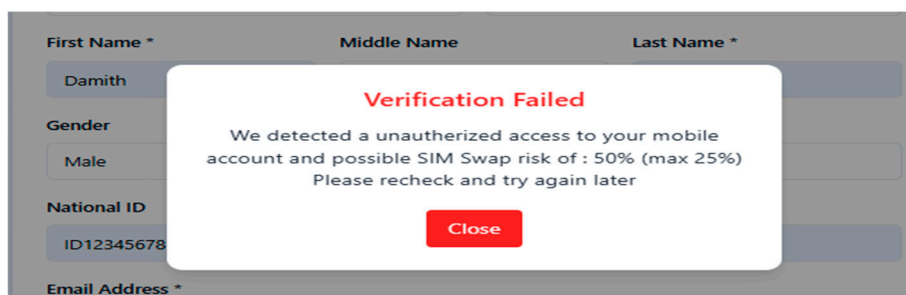 First Name * Middle Name Last Name *
Damith
Verification Failed
Gender
We detected a unautherized access to your mobile
account and possible SIM Swap risk of : 50% (max 25%)
Male
Please recheck and try again later
National ID
Close
ID12345678
Email Address *